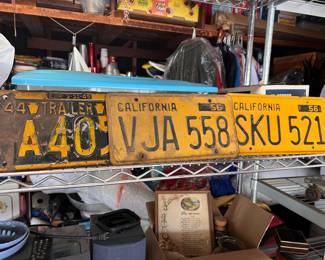 44 TRAILER
A 405
CALIFORNIA 56
VJA 558
CALIFORNIA 56
SKU 521